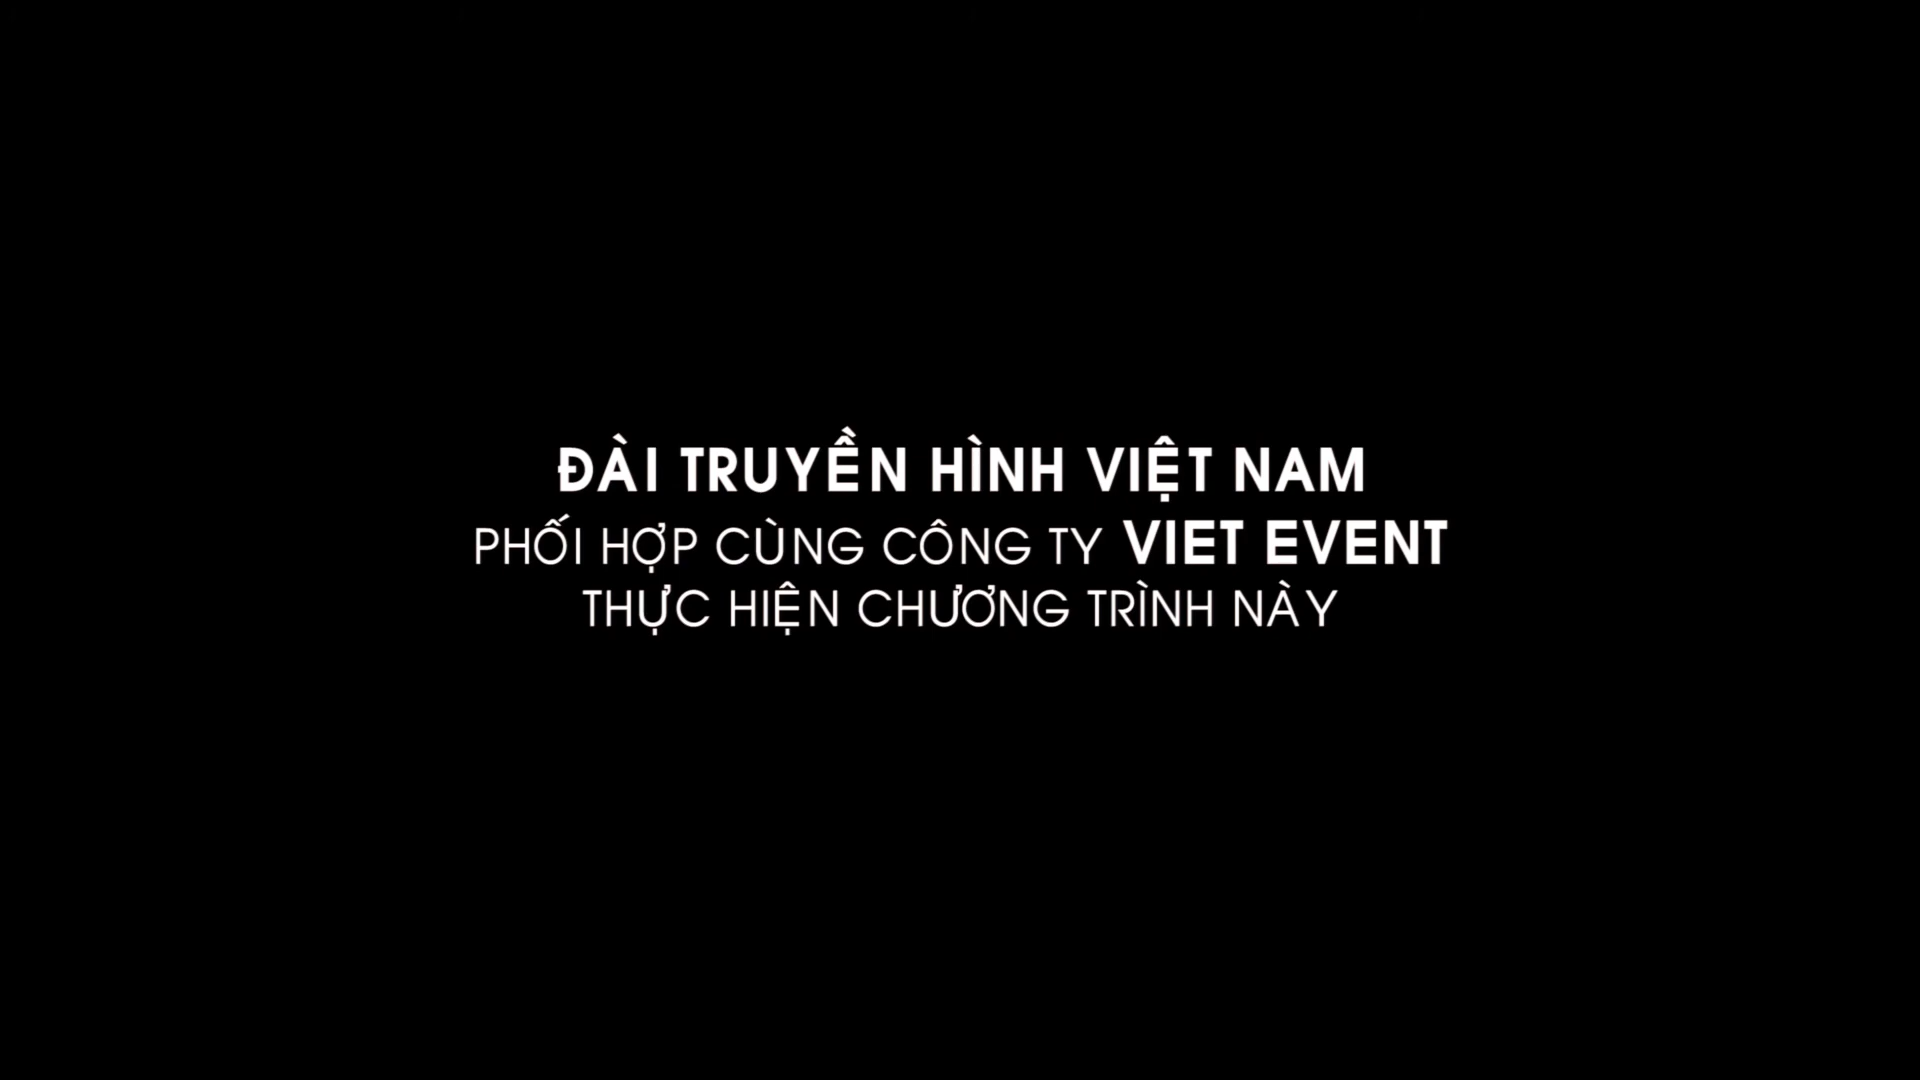 ĐÀI TRUYỀN HÌNH VIỆT NAM
PHỐI HỢP CÙNG CÔNG TY VIET EVENT
THỰC HIỆN CHƯƠNG TRÌNH NÀY